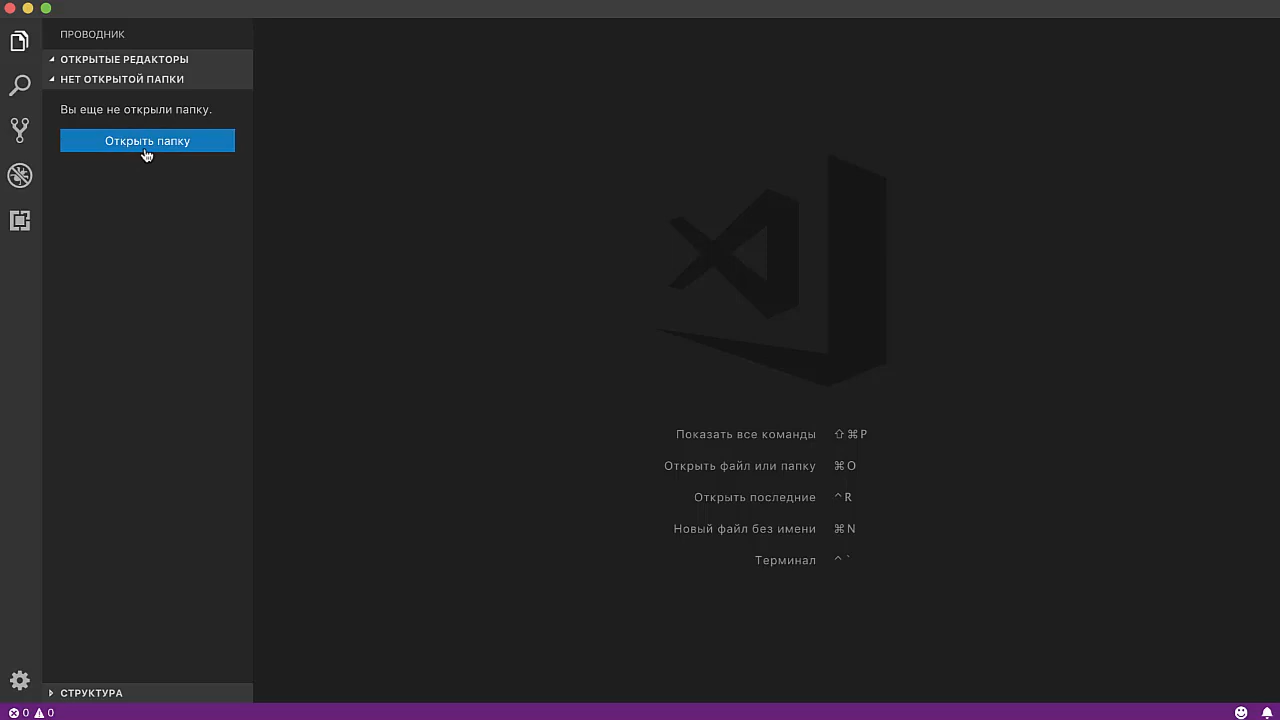 ПРОВОДНИК
ОТКРЫТЫЕ РЕДАКТОРЫ
НЕТ ОТКРЫТОЙ ПАПКИ
Вы еще не открыли папку.
Открыть папку
Показать все команды ⇧⌘P
Открыть файл или папку ⌘O
Открыть последние ^R
Новый файл без имени ⌘N
Терминал ^`
СТРУКТУРА
0 0